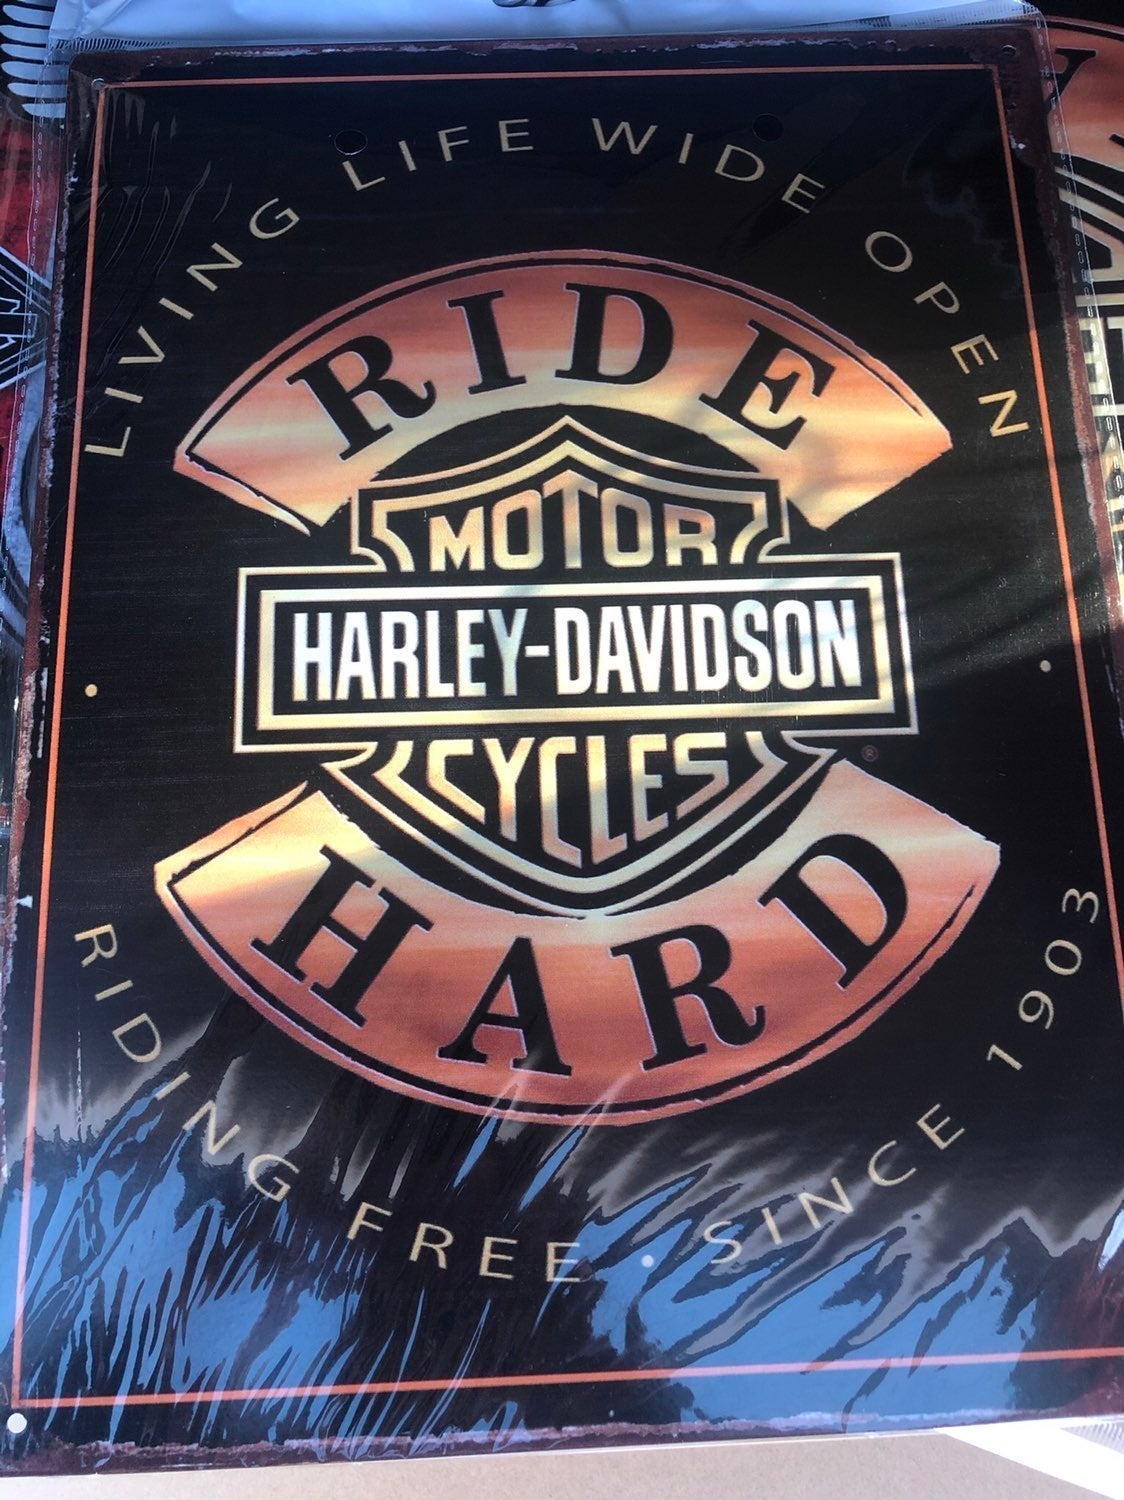 LIVING LIFE WIDE OPEN
RIDE
MOTOR
HARLEY-DAVIDSON
®
CYCLES
HARD
RIDING FREE • SINCE 1903